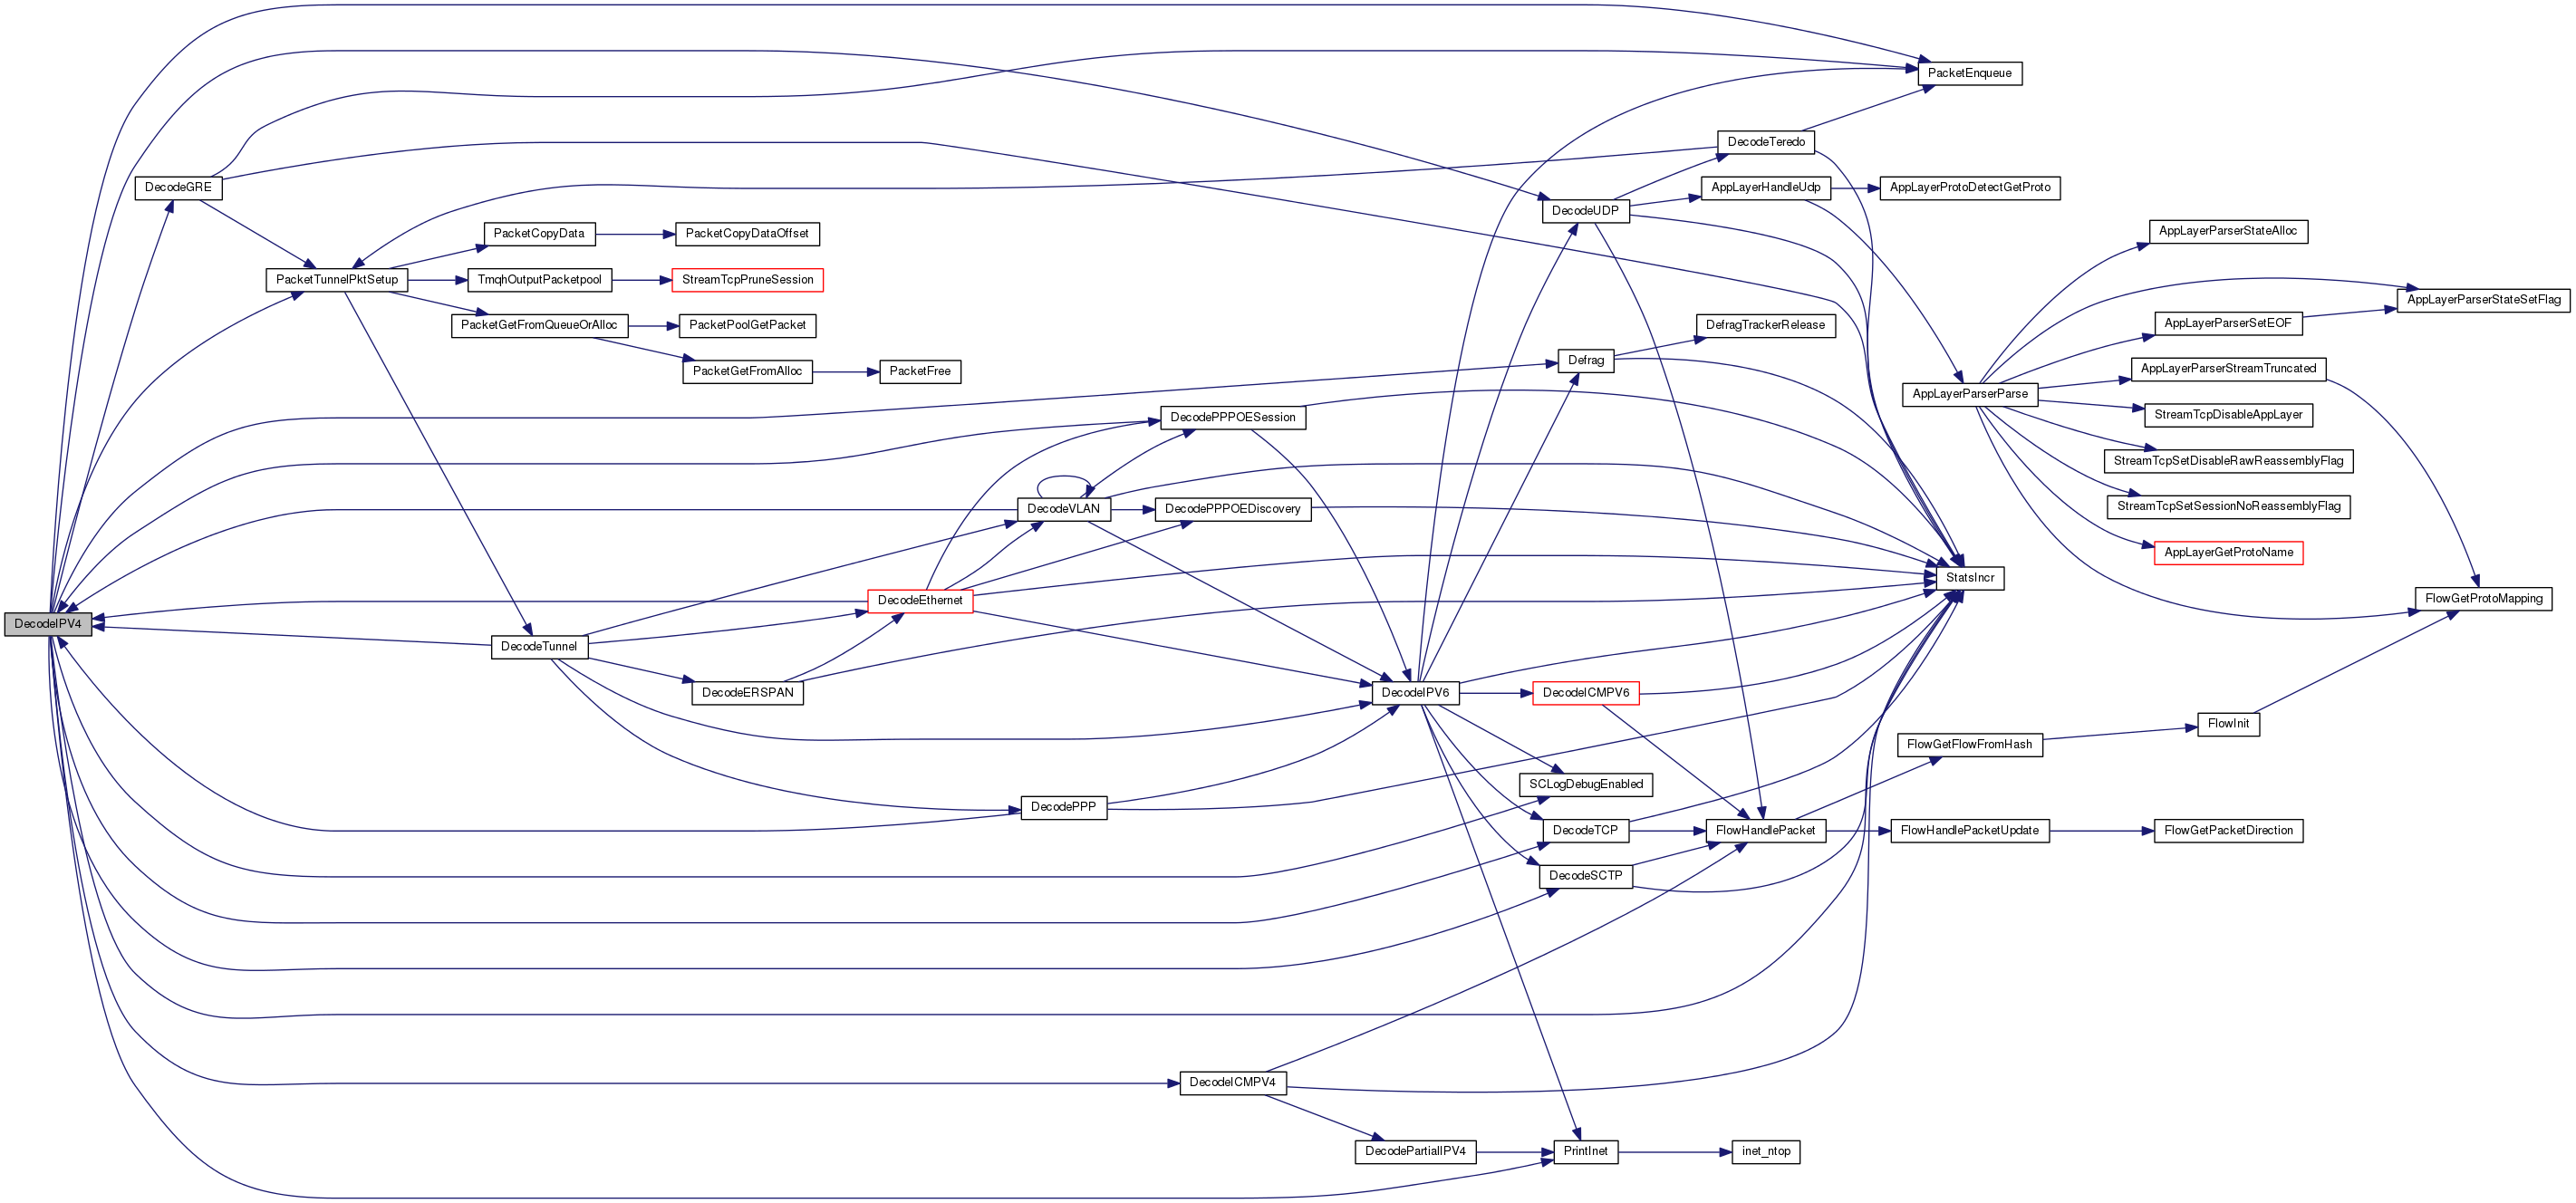 PacketEnqueue
DecodeTeredo
DecodeGRE
AppLayerHandleUdp
AppLayerProtoDetectGetProto
DecodeUDP
PacketCopyData
PacketCopyDataOffset
AppLayerParserStateAlloc
PacketTunnelPktSetup
TmqhOutputPacketpool
StreamTcpPruneSession
AppLayerParserStateSetFlag
PacketGetFromQueueOrAlloc
PacketPoolGetPacket
DefragTrackerRelease
AppLayerParserSetEOF
Defrag
PacketGetFromAlloc
PacketFree
AppLayerParserStreamTruncated
AppLayerParserParse
DecodePPPOESession
StreamTcpDisableAppLayer
StreamTcpSetDisableRawReassemblyFlag
DecodeVLAN
DecodePPPOEDiscovery
StreamTcpSetSessionNoReassemblyFlag
AppLayerGetProtoName
StatsIncr
DecodeEthernet
FlowGetProtoMapping
DecodeIPV4
DecodeTunnel
DecodeERSPAN
DecodeIPV6
DecodeICMPV6
FlowInit
FlowGetFlowFromHash
SCLogDebugEnabled
DecodePPP
DecodeTCP
FlowHandlePacket
FlowHandlePacketUpdate
FlowGetPacketDirection
DecodeSCTP
DecodeICMPV4
DecodePartialIPV4
PrintInet
inet_ntop